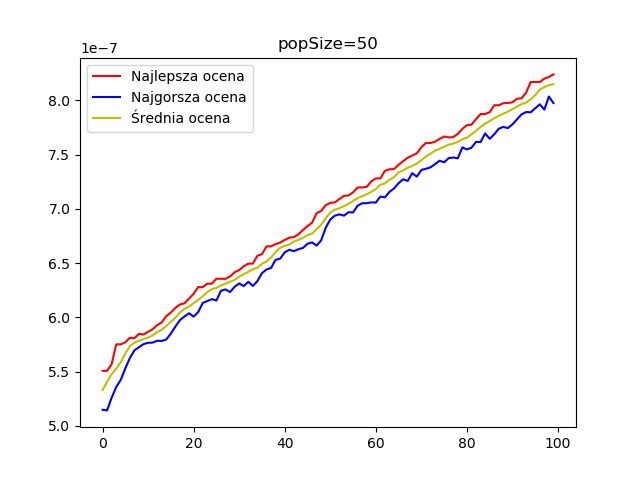 popSize=50
1e−7
Najlepsza ocena
Najgorsza ocena
Średnia ocena
8.0
7.5
7.0
6.5
6.0
5.5
5.0
0 20 40 60 80 100